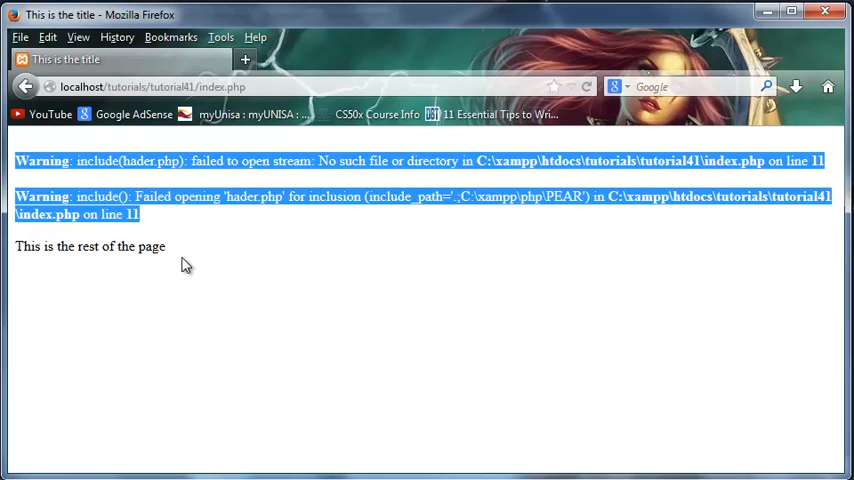 This is the title - Mozilla Firefox
File Edit View History Bookmarks Tools Help
This is the title
localhost/tutorials/tutorial41/index.php
Google
YouTube Google AdSense myUnisa : myUNISA : ... CS50x Course Info 11 Essential Tips to Wri...
Warning: include(hader.php): failed to open stream: No such file or directory in C:\xampp\htdocs\tutorials\tutorial41\index.php on line 11
Warning: include(): Failed opening 'hader.php' for inclusion (include_path='.;C:\xampp\php\PEAR') in C:\xampp\htdocs\tutorials\tutorial41
\index.php on line 11
This is the rest of the page